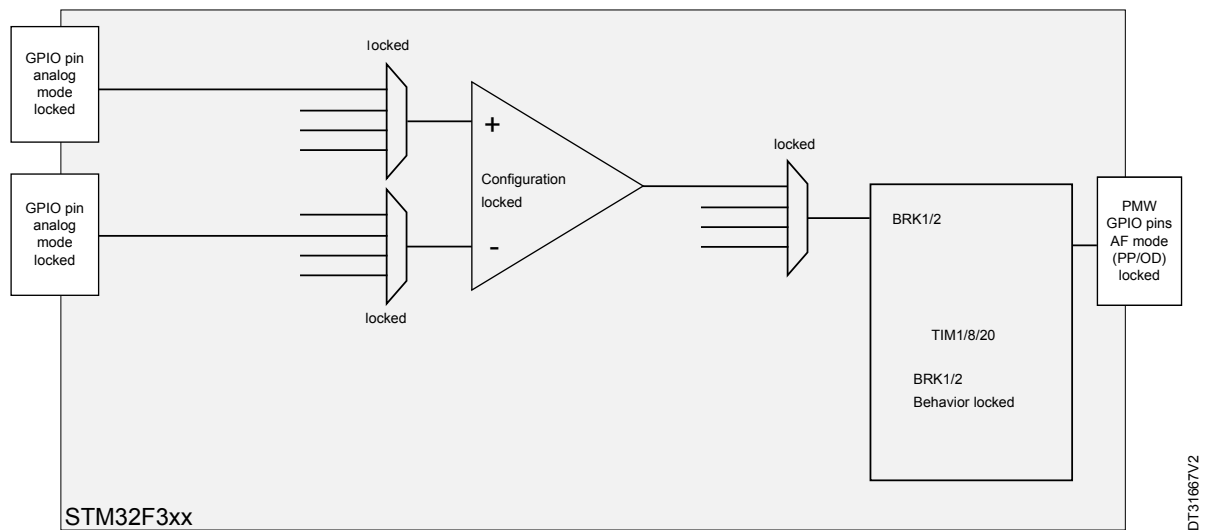 GPIO pin
analog
mode
locked
locked
GPIO pin
analog
mode
locked
locked
+
Configuration
locked
-
locked
BRK1/2
TIM1/8/20
BRK1/2
Behavior locked
PMW
GPIO pins
AF mode
(PP/OD)
locked
STM32F3xx
DT31667V2